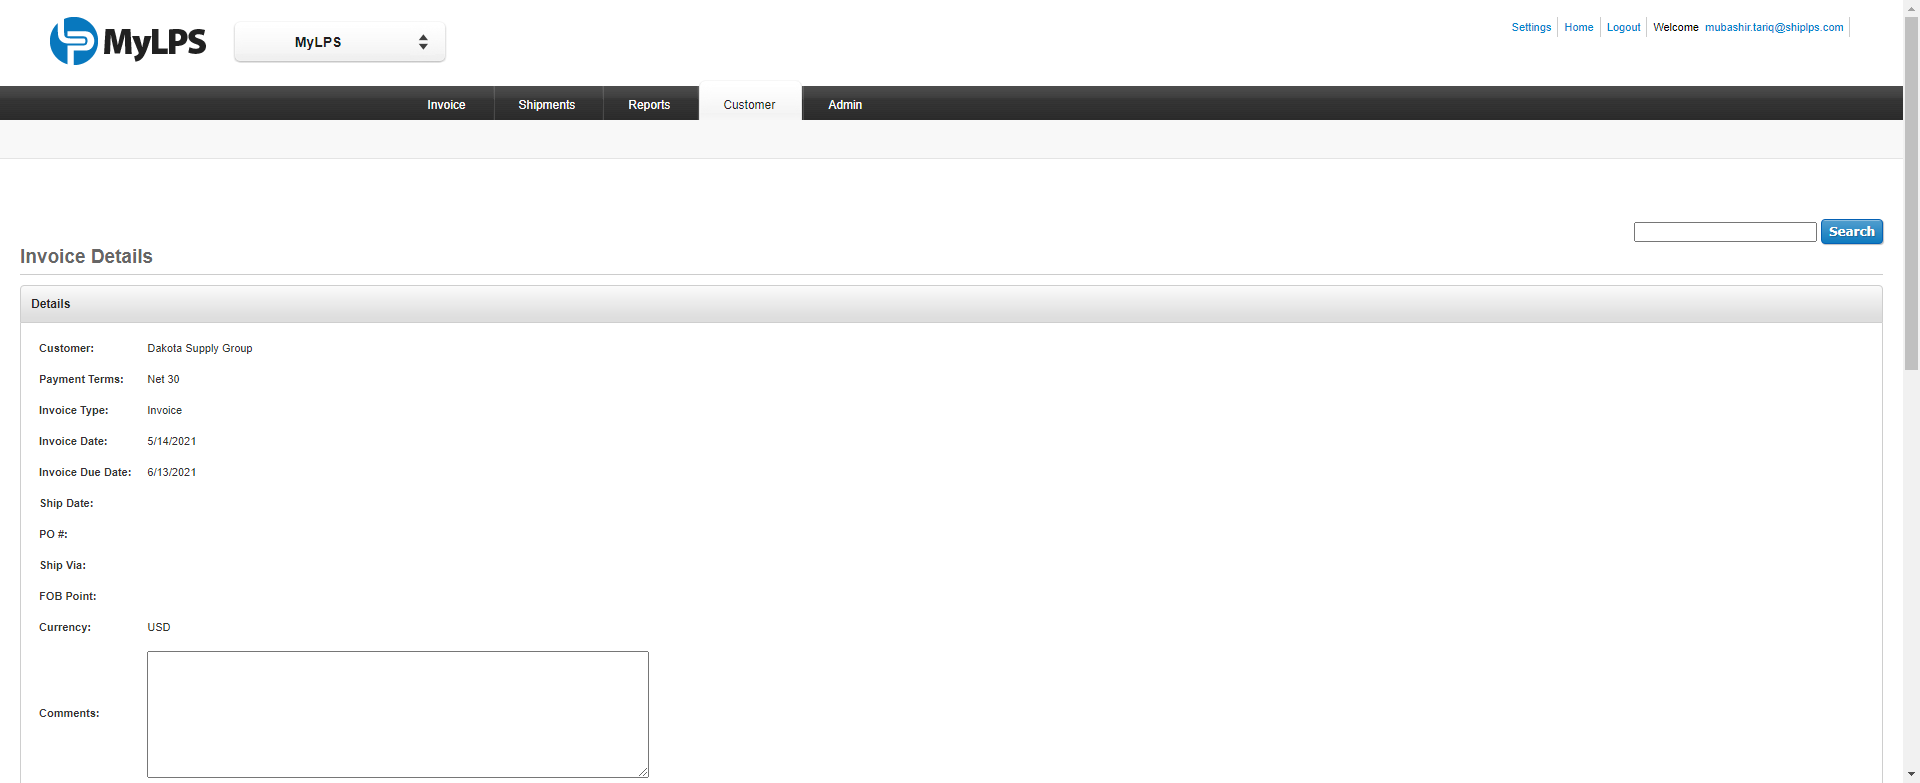 MyLPS
MyLPS
Settings Home Logout Welcome mubashir.tariq@shiplps.com
Invoice Shipments Reports Customer Admin
Search
Invoice Details
Details
Customer: Dakota Supply Group
Payment Terms: Net 30
Invoice Type: Invoice
Invoice Date: 5/14/2021
Invoice Due Date: 6/13/2021
Ship Date:
PO #:
Ship Via:
FOB Point:
Currency: USD
Comments: